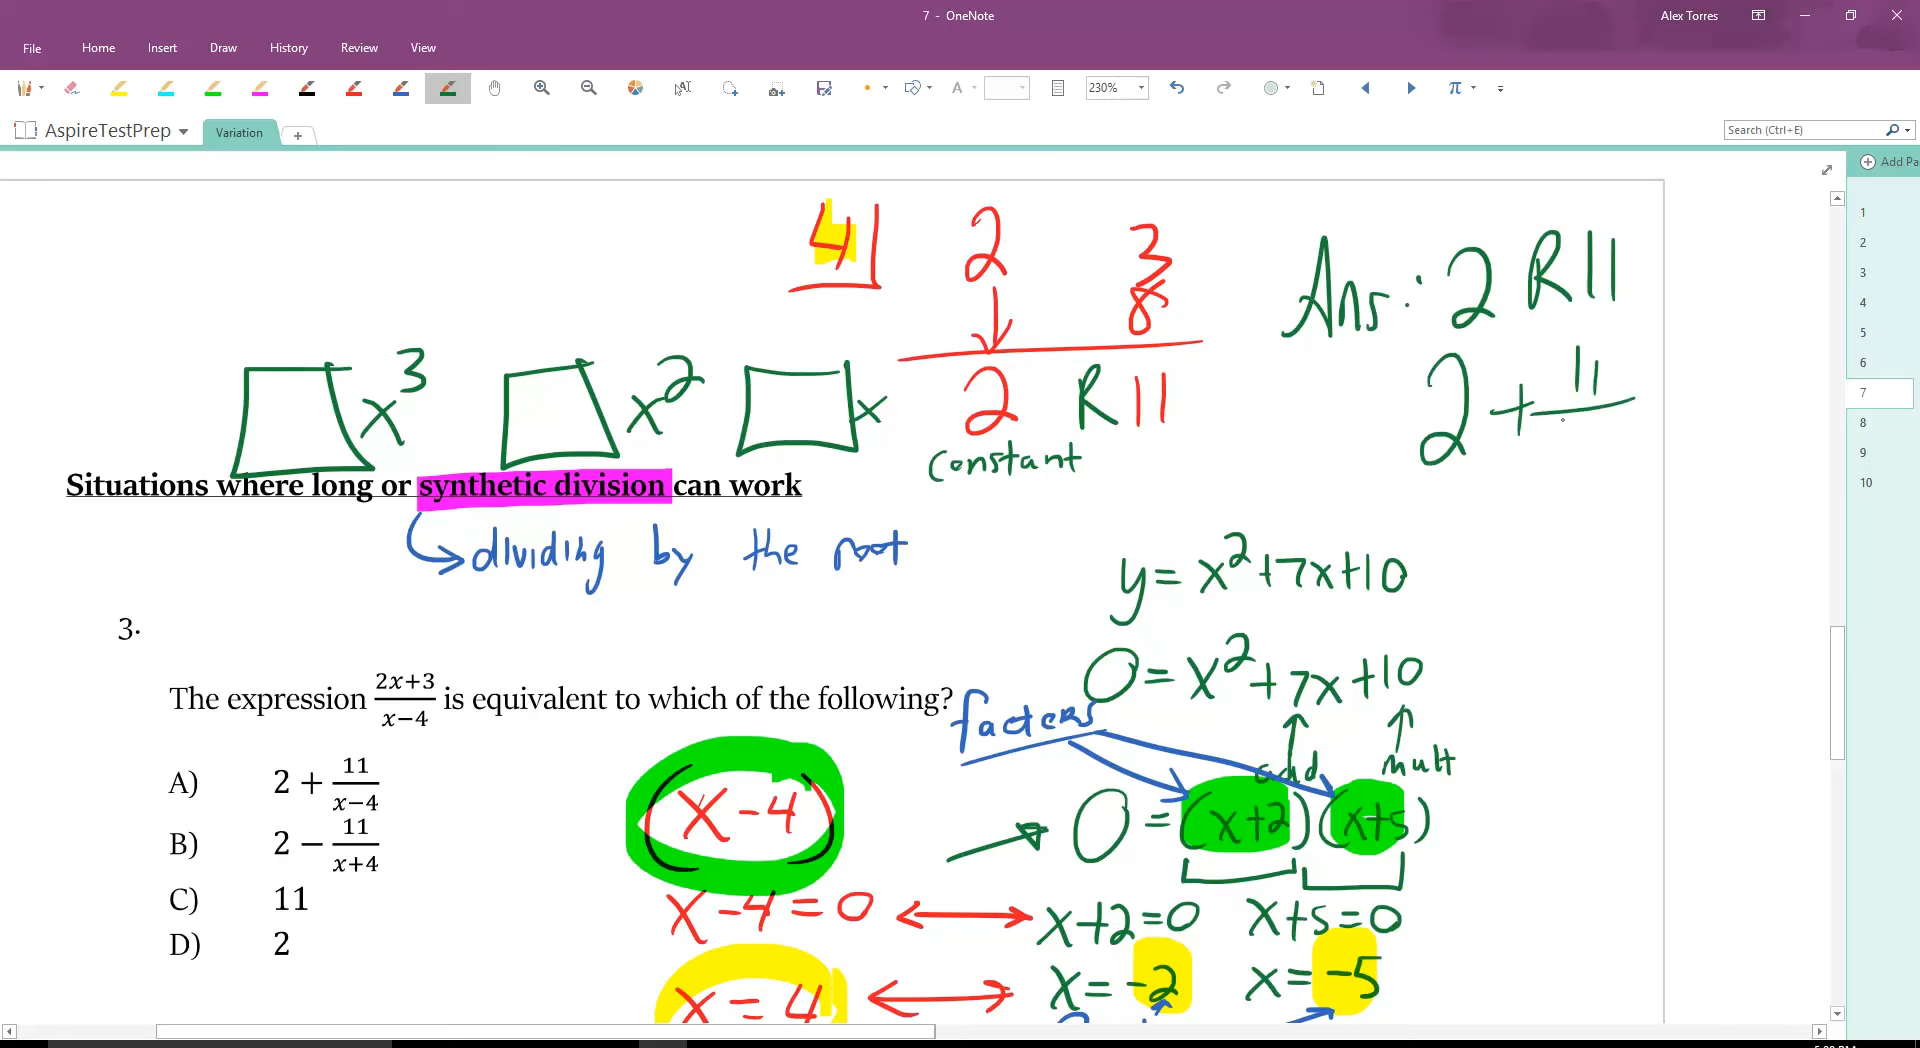 7 - OneNote
Alex Torres
File Home Insert Draw History Review View
230%
AspireTestPrep
Variation
Search (Ctrl+E)
Add Pa
1
2
3
4
5
6
7
8
9
10
4 2 3
8
2 R 11
constant
Ans: 2 R 11
2 + 11
x³ x² x
Situations where long or synthetic division can work
dividing by the root
y = x² + 7x + 10
0 = x² + 7x + 10
factors
add mult
0 = (x+2)(x+5)
x+2=0 x+5=0
x = -2 x = -5
3.
The expression (2x+3)/(x−4) is equivalent to which of the following?
A) 2 + 11/(x−4)
B) 2 − 11/(x+4)
C) 11
D) 2
(x-4)
x-4=0
x = 4